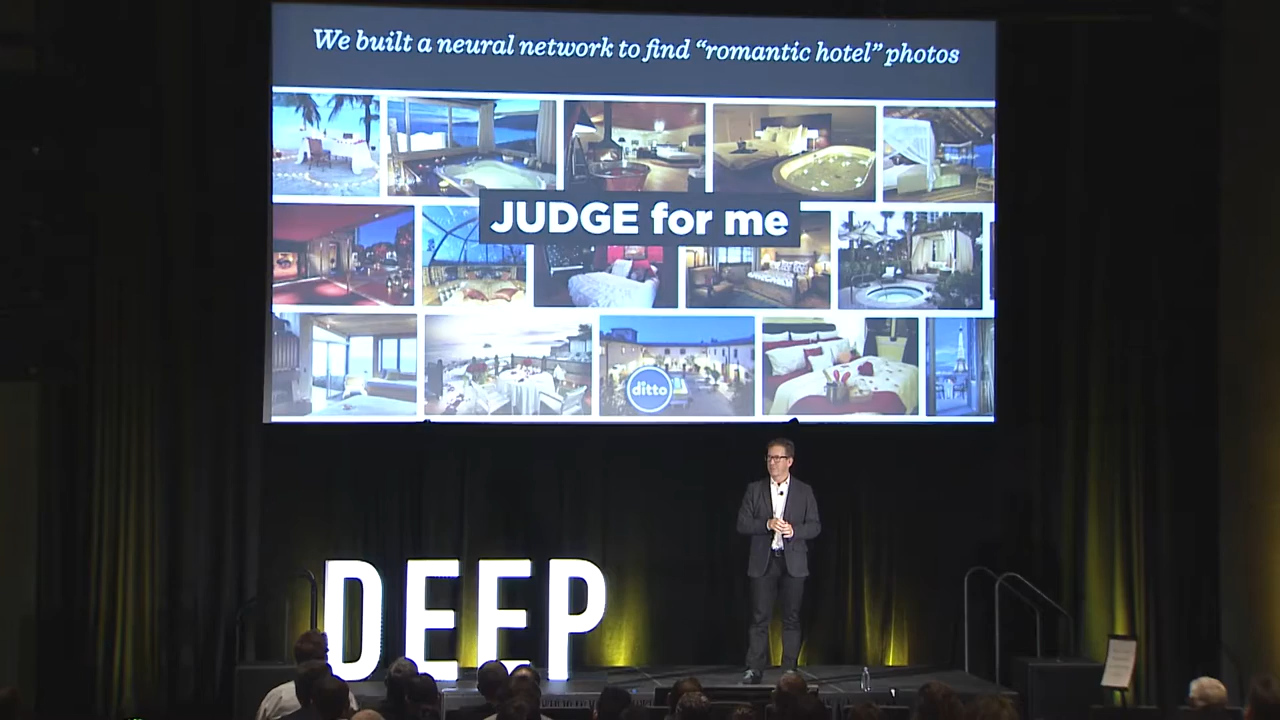 We built a neural network to find “romantic hotel” photos
JUDGE for me
ditto
DEEP